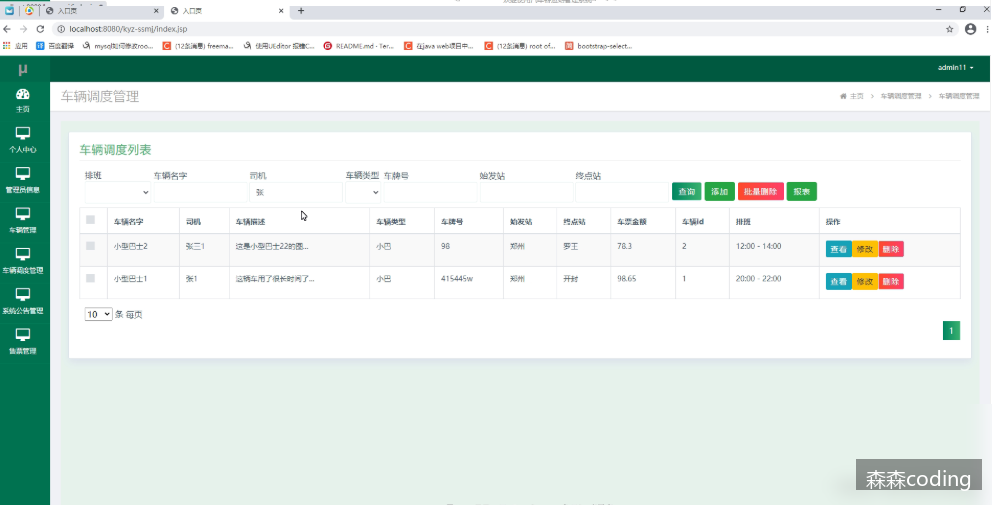 入口页
入口页
localhost:8080/kyz-ssmj/index.jsp
应用 百度翻译 mysql如何修改roo... (12条消息) freema... 使用UEditor 报错C... README.md · Ter... 在java web项目中... (12条消息) root of... bootstrap-select...
μ
admin11
主页
个人中心
管理员信息
车辆管理
车辆调度管理
系统公告管理
售票管理
车辆调度管理
主页 > 车辆调度管理 > 车辆调度管理
车辆调度列表
排班 车辆名字 司机 车辆类型 车牌号 始发站 终点站
张
查询 添加 批量删除 报表
车辆名字 司机 车辆描述 车辆类型 车牌号 始发站 终点站 车票金额 车辆id 排班 操作
小型巴士2 张三1 这是小型巴士22的图... 小巴 98 郑州 罗王 78.3 2 12:00 - 14:00 查看 修改 删除
小型巴士1 张1 这辆车用了很长时间了... 小巴 415445w 郑州 开封 98.65 1 20:00 - 22:00 查看 修改 删除
10 条 每页
1
森森coding